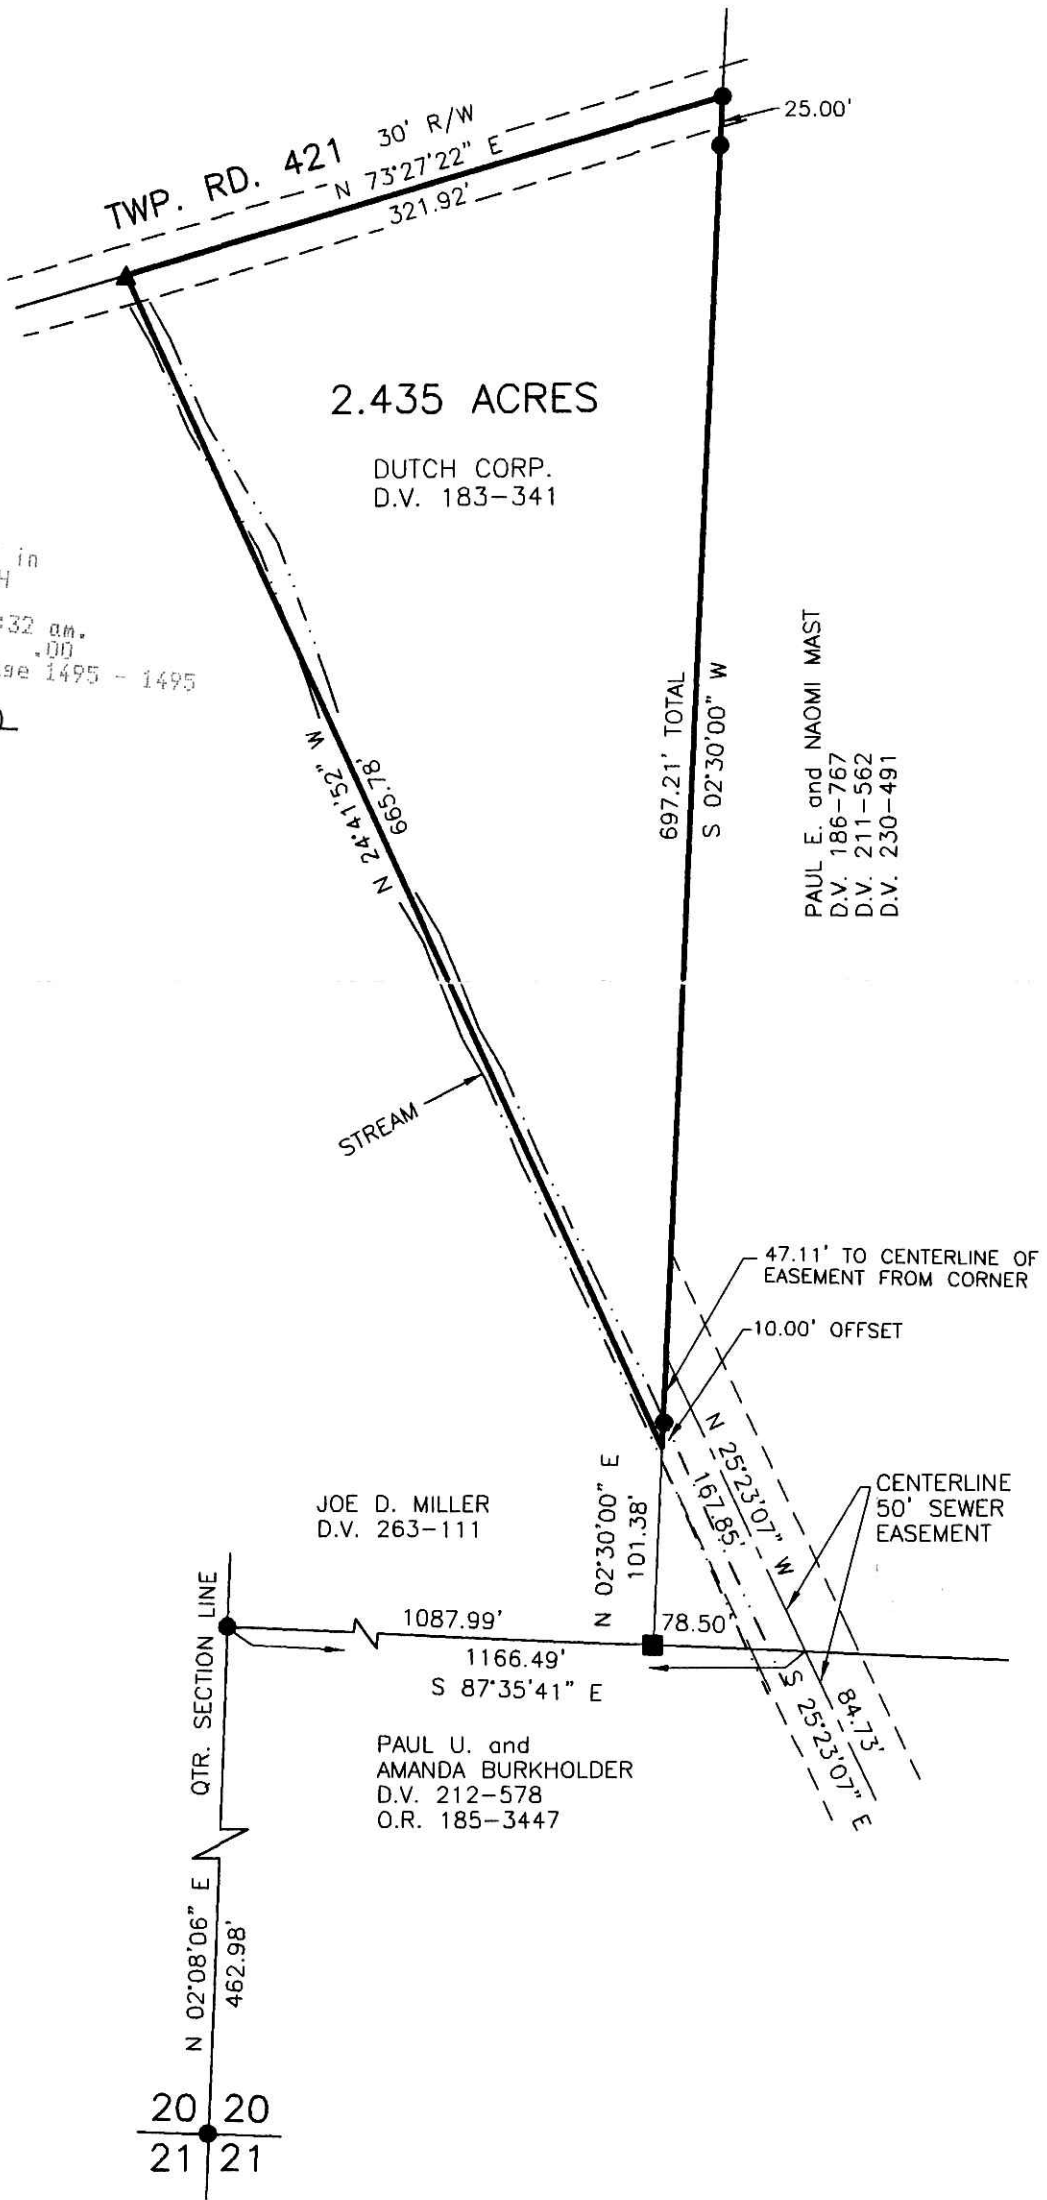 25.00'
TWP. RD. 421 30' R/W
N 73°27'22" E
321.92'
2.435 ACRES
DUTCH CORP.
D.V. 183-341
in
:32 am.
.00
1495 - 1495
N 24°41'52" W
665.78'
697.21' TOTAL
S 02°30'00" W
PAUL E. and NAOMI MAST
D.V. 186-767
D.V. 211-562
D.V. 230-491
STREAM
47.11' TO CENTERLINE OF
EASEMENT FROM CORNER
10.00' OFFSET
N 25°23'07" W
167.85'
CENTERLINE
50' SEWER
EASEMENT
JOE D. MILLER
D.V. 263-111
N 02°30'00" E
101.38'
1087.99'
78.50'
1166.49'
S 87°35'41" E
S 25°23'07" E
84.73'
QTR. SECTION LINE
PAUL U. and
AMANDA BURKHOLDER
D.V. 212-578
O.R. 185-3447
N 02°08'06" E
462.98'
20 20
21 21